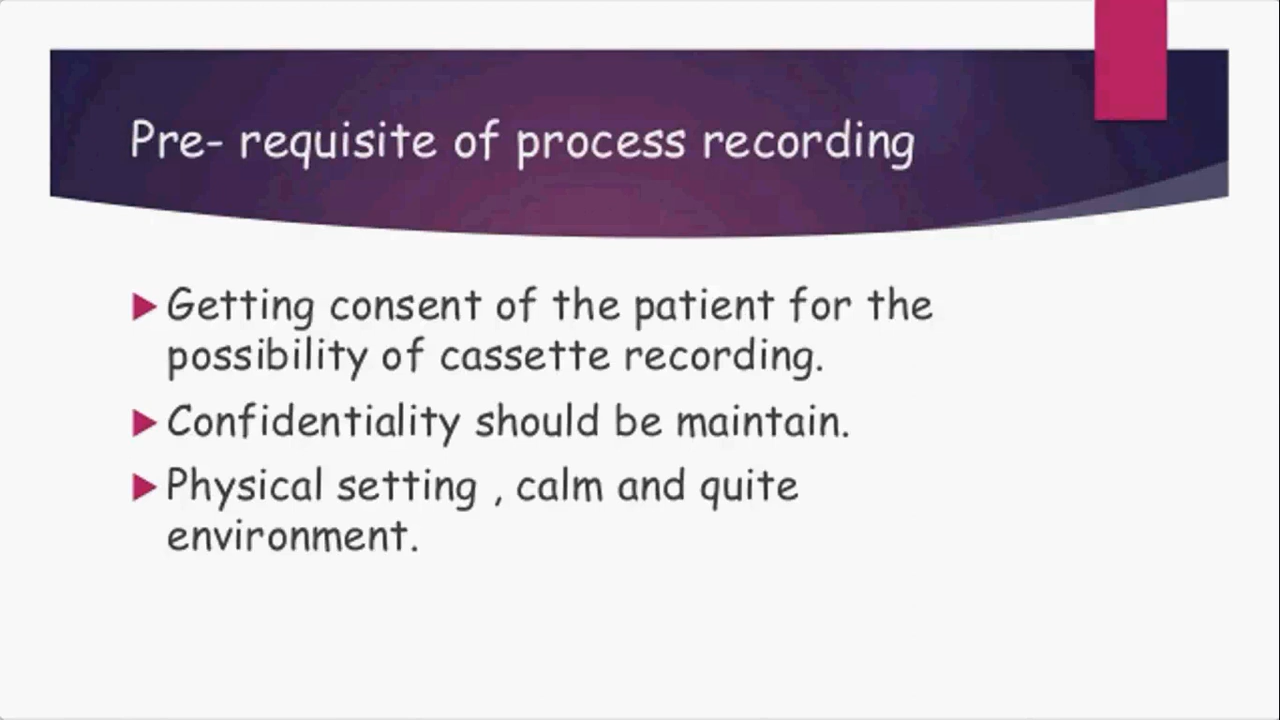 Pre- requisite of process recording
Getting consent of the patient for the
possibility of cassette recording.
Confidentiality should be maintain.
Physical setting , calm and quite
environment.